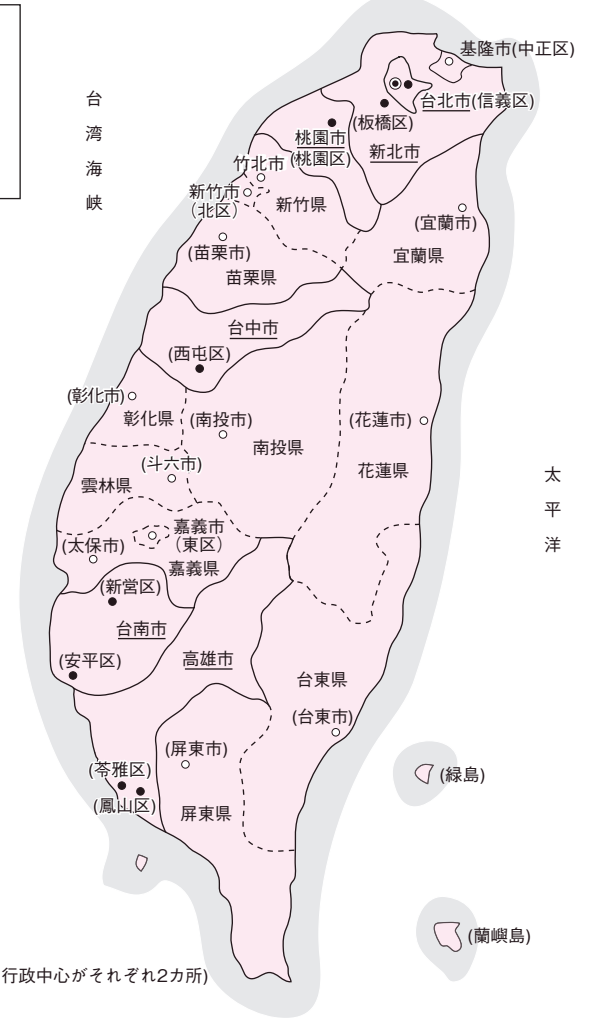 基隆市(中正区)
台北市(信義区)
(板橋区)
新北市
桃園市
(桃園区)
台湾海峡
竹北市
新竹市
(北区)
新竹県
(宜蘭市)
宜蘭県
(苗栗市)
苗栗県
台中市
(西屯区)
(彰化市)
彰化県
(南投市)
南投県
(花蓮市)
花蓮県
(斗六市)
雲林県
太平洋
嘉義市
(東区)
(太保市)
嘉義県
(新営区)
台南市
(安平区)
高雄市
台東県
(台東市)
(屏東市)
屏東県
(苓雅区)
(鳳山区)
(緑島)
(蘭嶼島)
行政中心がそれぞれ2カ所)